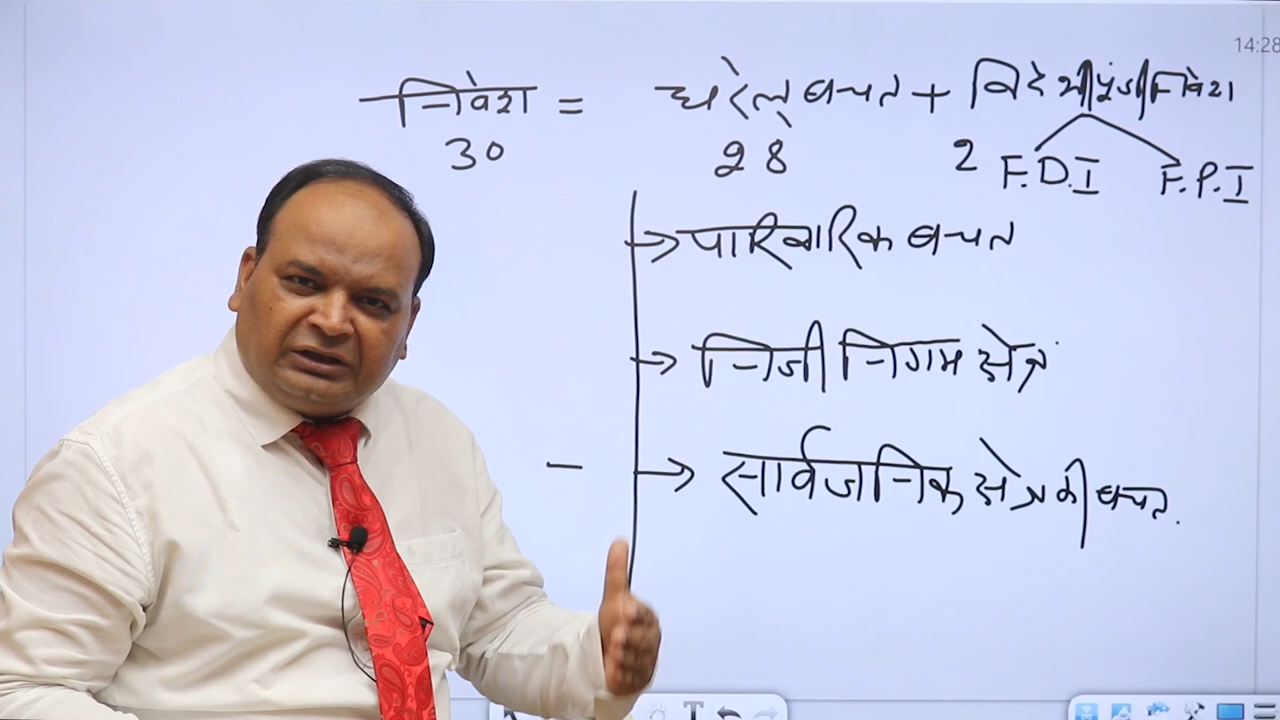 14:28
निवेश = घरेलू बचत + विदेशी पूंजी निवेश
30 28 2 F.D.I F.P.I
→ पारिवारिक बचत
→ निजी निगम क्षेत्र
– → सार्वजनिक क्षेत्र की बचत.
T